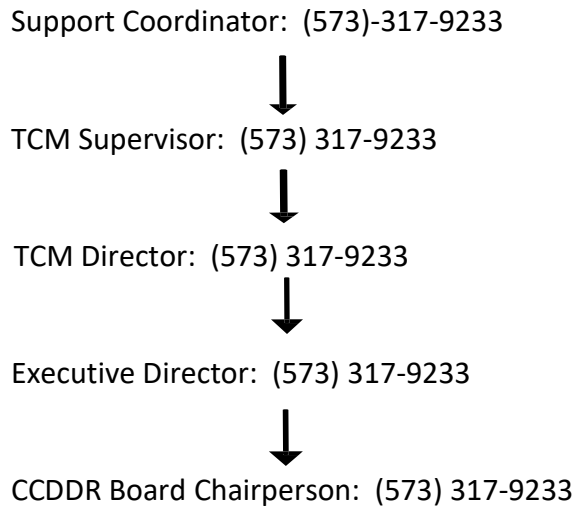 Support Coordinator: (573)-317-9233
TCM Supervisor: (573) 317-9233
TCM Director: (573) 317-9233
Executive Director: (573) 317-9233
CCDDR Board Chairperson: (573) 317-9233